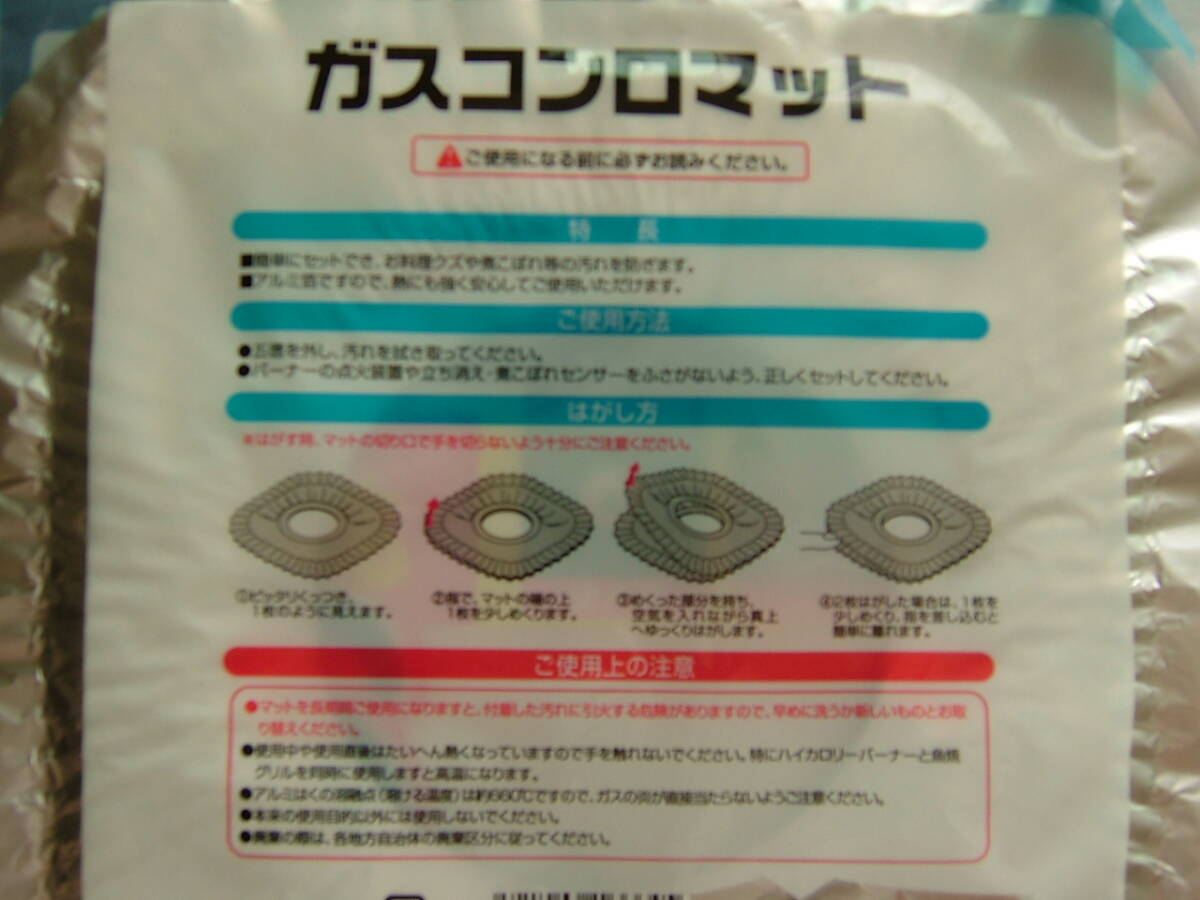 ガスコンロマット
ご使用になる前に必ずお読みください。
特 長
■簡単にセットでき、お料理クズや煮こぼれ等の汚れを防ぎます。
■アルミ箔ですので、熱にも強く安心してご使用いただけます。
ご使用方法
●五徳を外し、汚れを拭き取ってください。
●バーナーの点火装置や立ち消え・煮こぼれセンサーをふさがないよう、正しくセットしてください。
はがし方
※はがす時、マットの切り口で手を切らないよう十分にご注意ください。
①ピッタリくっつき、
1枚のように見えます。
②指で、マットの端の上
1枚を少しめくります。
③めくった部分を持ち、
空気を入れながら真上
へゆっくりはがします。
④2枚はがした場合は、1枚を
少しめくり、指を差し込むと
簡単に離れます。
ご使用上の注意
●マットを長期間ご使用になりますと、付着した汚れに引火する危険がありますので、早めに洗うか新しいものとお取
り替えください。
●使用中や使用直後はたいへん熱くなっていますので手を触れないでください。特にハイカロリーバーナーと魚焼
グリルを同時に使用しますと高温になります。
●アルミはくの溶融点(溶ける温度)は約660℃ですので、ガスの炎が直接当たらないようご注意ください。
●本来の使用目的以外には使用しないでください。
●廃棄の際は、各地方自治体の廃棄区分に従ってください。